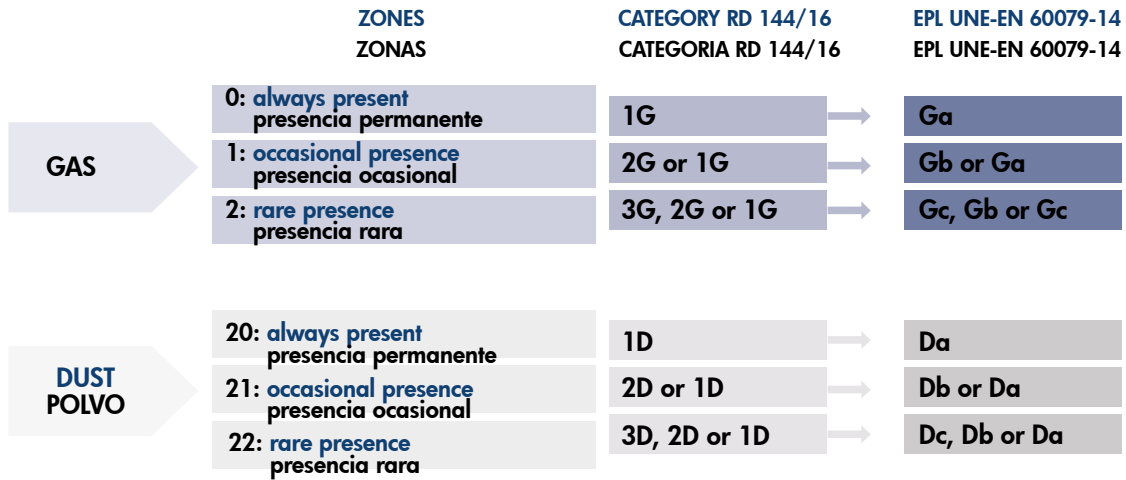 ZONES
ZONAS
CATEGORY RD 144/16
CATEGORIA RD 144/16
EPL UNE-EN 60079-14
EPL UNE-EN 60079-14
GAS
0: always present
presencia permanente
1G
Ga
1: occasional presence
presencia ocasional
2G or 1G
Gb or Ga
2: rare presence
presencia rara
3G, 2G or 1G
Gc, Gb or Gc
DUST
POLVO
20: always present
presencia permanente
1D
Da
21: occasional presence
presencia ocasional
2D or 1D
Db or Da
22: rare presence
presencia rara
3D, 2D or 1D
Dc, Db or Da